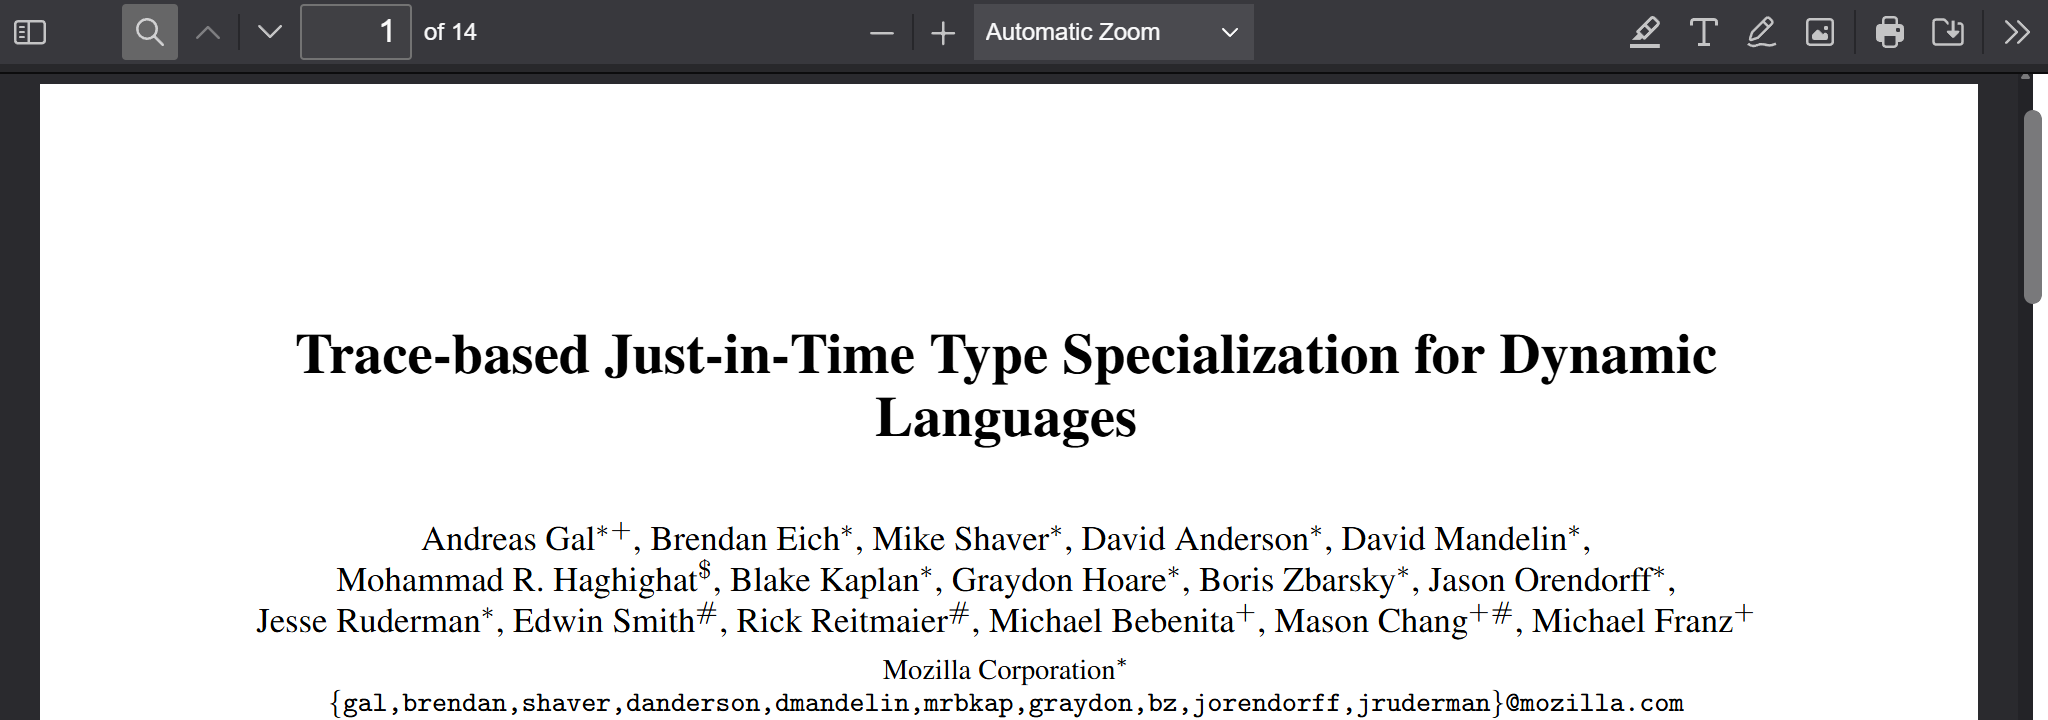 1 of 14 Automatic Zoom
Trace-based Just-in-Time Type Specialization for Dynamic
Languages
Andreas Gal*+, Brendan Eich*, Mike Shaver*, David Anderson*, David Mandelin*,
Mohammad R. Haghighat$, Blake Kaplan*, Graydon Hoare*, Boris Zbarsky*, Jason Orendorff*,
Jesse Ruderman*, Edwin Smith#, Rick Reitmaier#, Michael Bebenita+, Mason Chang+#, Michael Franz+
Mozilla Corporation*
{gal,brendan,shaver,danderson,dmandelin,mrbkap,graydon,bz,jorendorff,jruderman}@mozilla.com